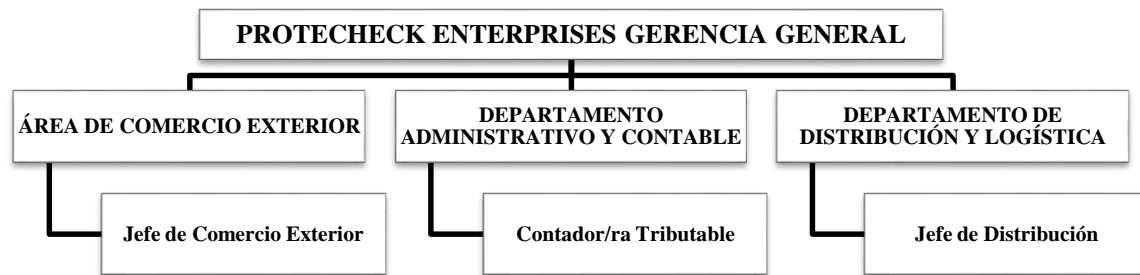 PROTECHECK ENTERPRISES GERENCIA GENERAL
ÁREA DE COMERCIO EXTERIOR
DEPARTAMENTO
ADMINISTRATIVO Y CONTABLE
DEPARTAMENTO DE
DISTRIBUCIÓN Y LOGÍSTICA
Jefe de Comercio Exterior
Contador/ra Tributable
Jefe de Distribución